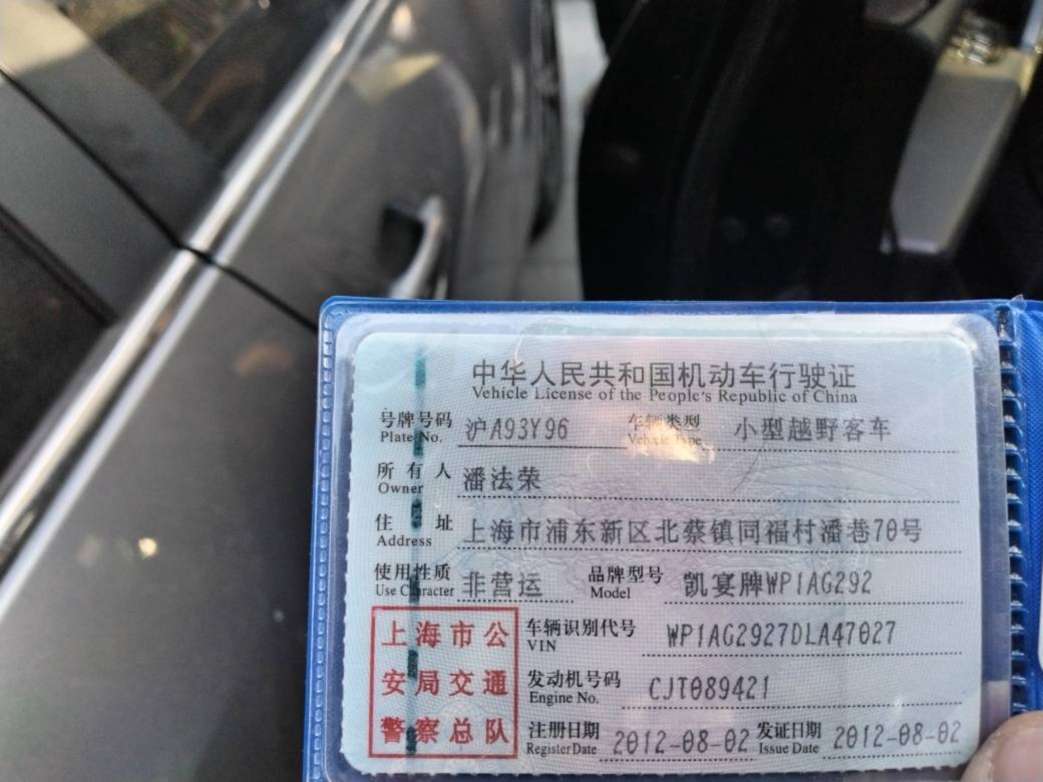 中华人民共和国机动车行驶证
Vehicle License of the People's Republic of China
号牌号码 沪A93Y96 车辆类型 小型越野客车
Plate No. Vehicle Type
所有人 潘法荣
Owner
住址 上海市浦东新区北蔡镇同福村潘巷70号
Address
使用性质 非营运 品牌型号 凯宴牌WP1AG292
Use Character Model
上海市公
安局交通
警察总队
车辆识别代号 WP1AG2927DLA47027
VIN
发动机号码 CJT089421
Engine No.
注册日期 2012-08-02 发证日期 2012-08-02
Register Date Issue Date